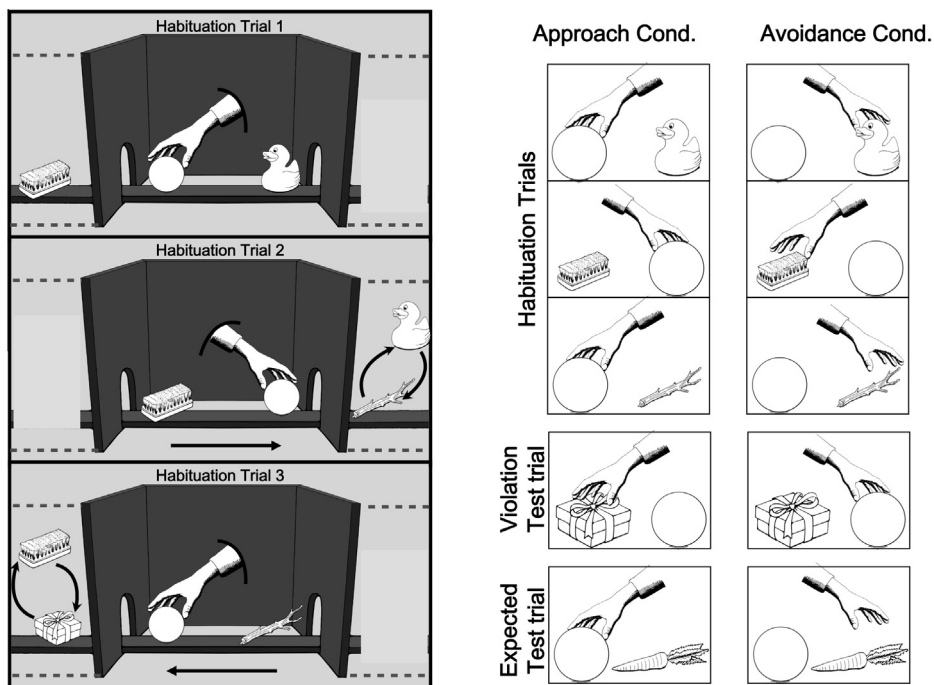 Habituation Trial 1
Habituation Trial 2
Habituation Trial 3
Approach Cond.
Avoidance Cond.
Habituation Trials
Violation
Test trial
Expected
Test trial